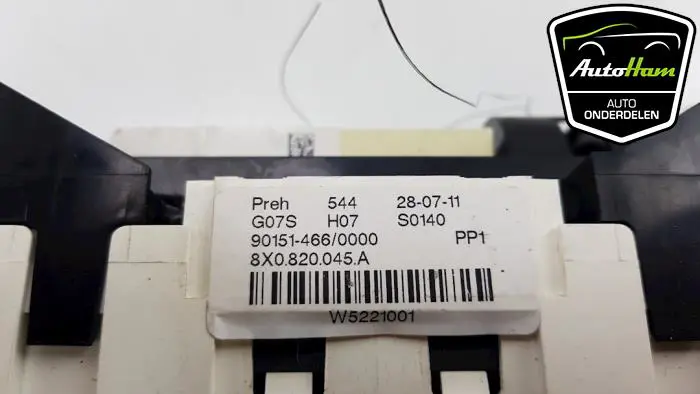 AutoHam
AUTO
ONDERDELEN
Preh 544 28-07-11
G07S H07 S0140
90151-466/0000 PP1
8X0.820.045.A
W5221001